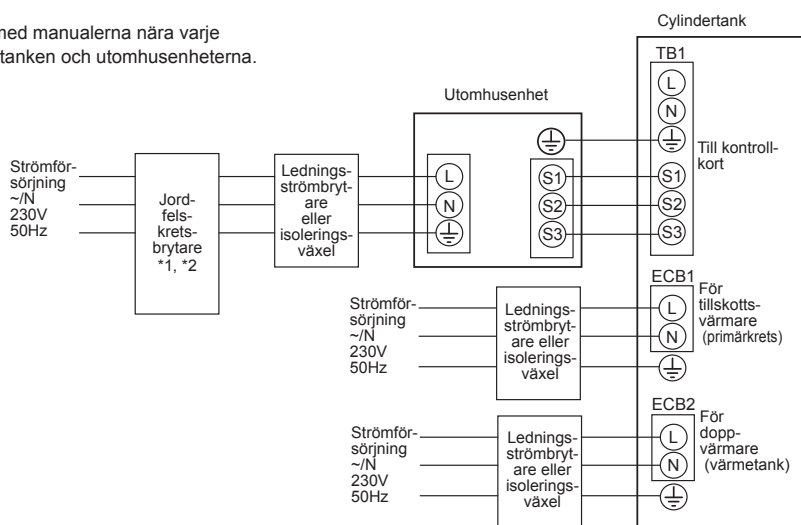 med manualerna nära varje
tanken och utomhusenheterna.
Cylindertank
TB1
L
N
Till kontroll-
kort
S1
S2
S3
Utomhusenhet
L
N
S1
S2
S3
Strömför-
sörjning
~/N
230V
50Hz
Jord-
fels-
krets-
brytare
*1, *2
Lednings-
strömbryt-
are
eller
isolerings-
växel
ECB1
För
tillskotts-
värmare
(primärkrets)
L
N
Strömför-
sörjning
~/N
230V
50Hz
Lednings-
strömbryt-
are eller
isolerings-
växel
ECB2
För
dopp-
värmare
(värmetank)
L
N
Strömför-
sörjning
~/N
230V
50Hz
Lednings-
strömbryt-
are eller
isolerings-
växel